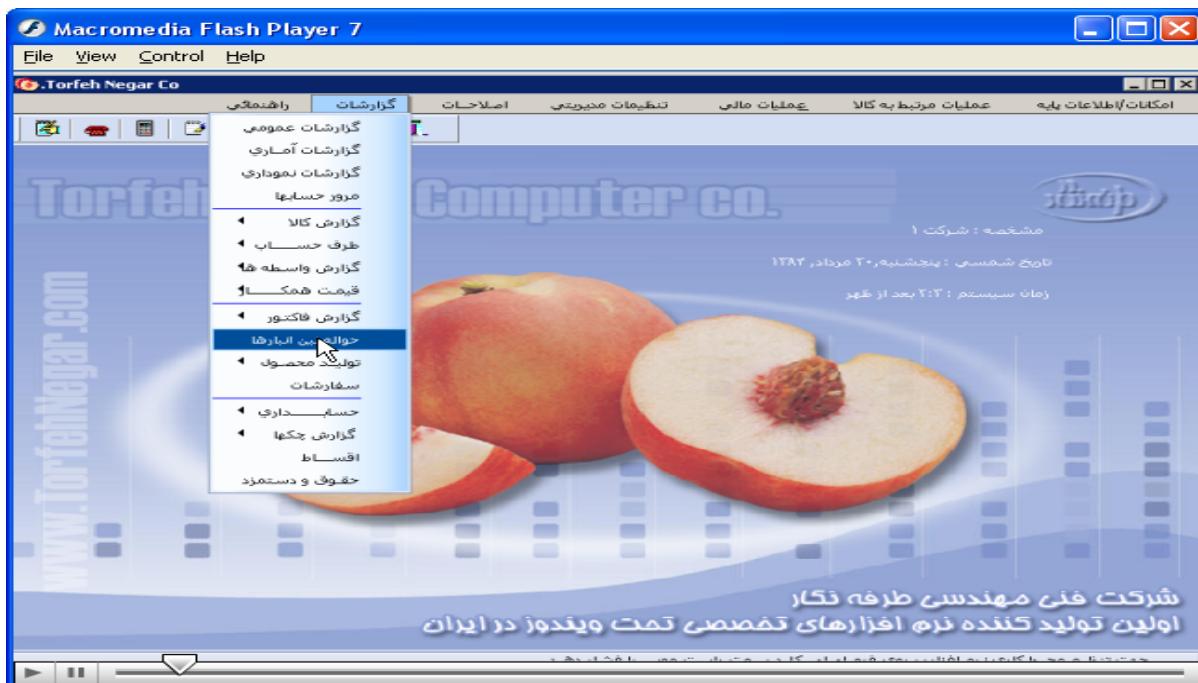 Macromedia Flash Player 7
File View Control Help
.Torfeh Negar Co
امکانات/اطلاعات پایه عملیات مرتبط به کالا عملیات مالی تنظیمات مدیریتی اصلاحات گزارشات راهنمائی
گزارشات عمومی
گزارشات آماري
گزارشات نموداري
مرور حسابها
گزارش کالا
طرف حساب
گزارش واسطه ها
قیمت همکار
گزارش فاکتور
حواله بین انبارها
تولید محصول
سفارشات
حسابداري
گزارش چکها
اقساط
حقوق و دستمزد
Torfeh Computer co.
مشخصه : شرکت ۱
تاریخ شمسی : پنجشنبه, ۲۰ مرداد, ۱۳۸۴
زمان سیستم : ۲:۲ بعد از ظهر
www.TorfehNegar.com
شرکت فنی مهندسی طرفه نگار
اولین تولید کننده نرم افزارهای تخصصی تحت ویندوز در ایران